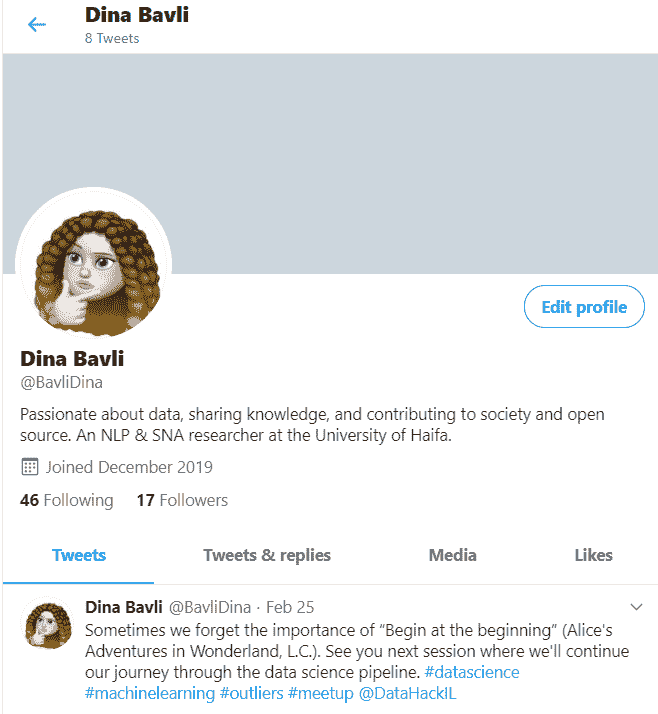 Dina Bavli
8 Tweets
Edit profile
Dina Bavli
@BavliDina
Passionate about data, sharing knowledge, and contributing to society and open
source. An NLP & SNA researcher at the University of Haifa.
Joined December 2019
46 Following 17 Followers
Tweets Tweets & replies Media Likes
Dina Bavli @BavliDina · Feb 25
Sometimes we forget the importance of “Begin at the beginning” (Alice's
Adventures in Wonderland, L.C.). See you next session where we'll continue
our journey through the data science pipeline. #datascience
#machinelearning #outliers #meetup @DataHackIL